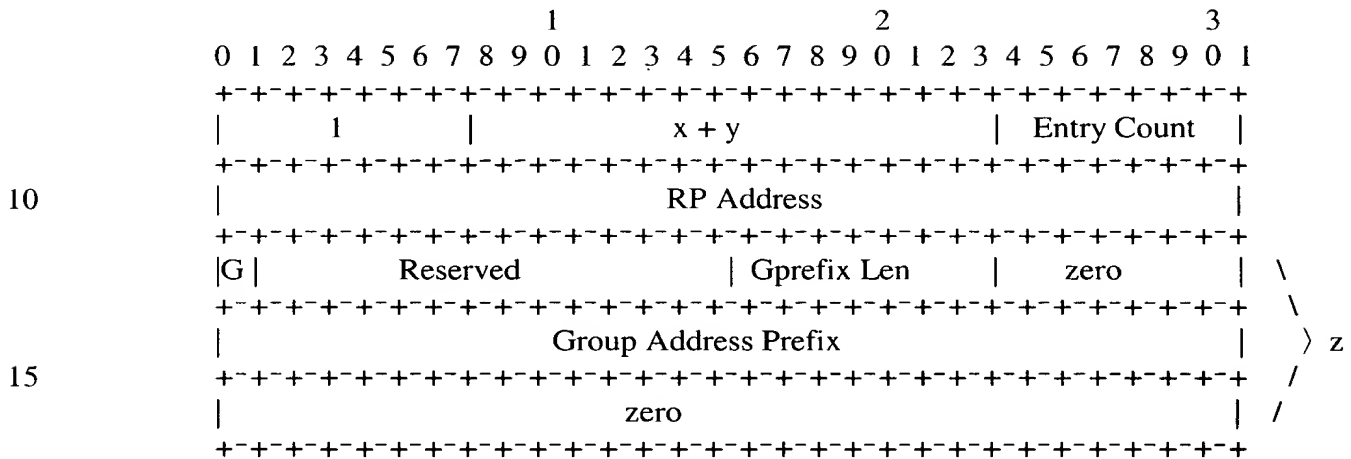 1 2 3
0 1 2 3 4 5 6 7 8 9 0 1 2 3 4 5 6 7 8 9 0 1 2 3 4 5 6 7 8 9 0 1
+-+-+-+-+-+-+-+-+-+-+-+-+-+-+-+-+-+-+-+-+-+-+-+-+-+-+-+-+-+-+-+-+
| 1 | x + y | Entry Count |
+-+-+-+-+-+-+-+-+-+-+-+-+-+-+-+-+-+-+-+-+-+-+-+-+-+-+-+-+-+-+-+-+
10 | RP Address |
+-+-+-+-+-+-+-+-+-+-+-+-+-+-+-+-+-+-+-+-+-+-+-+-+-+-+-+-+-+-+-+-+
|G| Reserved | Gprefix Len | zero | \
+-+-+-+-+-+-+-+-+-+-+-+-+-+-+-+-+-+-+-+-+-+-+-+-+-+-+-+-+-+-+-+-+ \
| Group Address Prefix | 〉 z
15 +-+-+-+-+-+-+-+-+-+-+-+-+-+-+-+-+-+-+-+-+-+-+-+-+-+-+-+-+-+-+-+-+ /
| zero | /
+-+-+-+-+-+-+-+-+-+-+-+-+-+-+-+-+-+-+-+-+-+-+-+-+-+-+-+-+-+-+-+-+